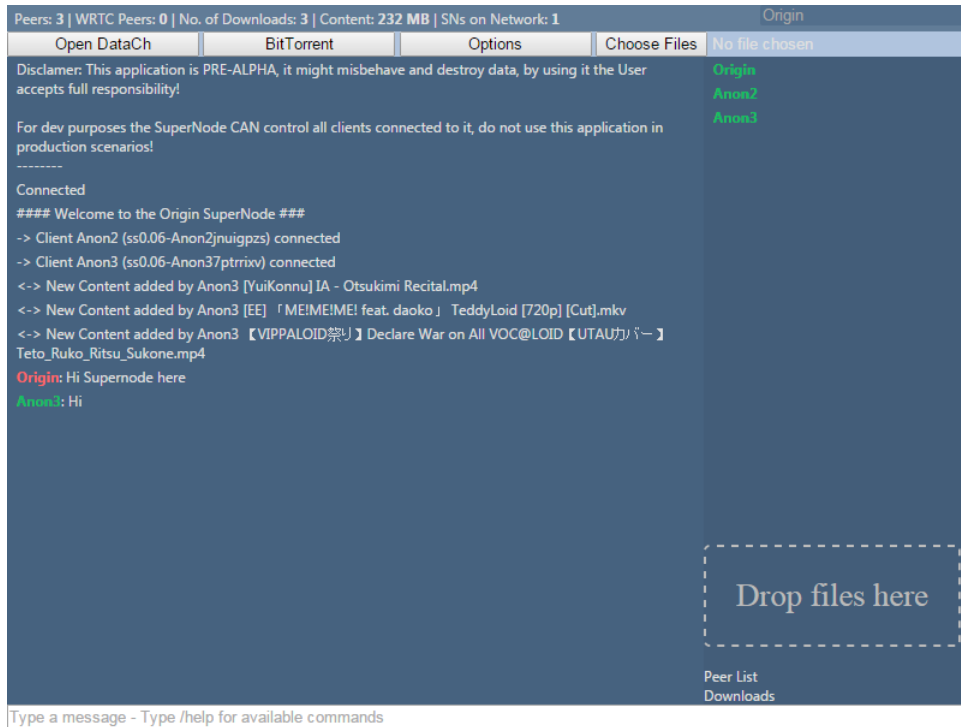 Peers: 3 | WRTC Peers: 0 | No. of Downloads: 3 | Content: 232 MB | SNs on Network: 1
Origin
Open DataCh
BitTorrent
Options
Choose Files
No file chosen
Disclamer: This application is PRE-ALPHA, it might misbehave and destroy data, by using it the User
accepts full responsibility!
For dev purposes the SuperNode CAN control all clients connected to it, do not use this application in
production scenarios!
--------
Connected
#### Welcome to the Origin SuperNode ###
-> Client Anon2 (ss0.06-Anon2jnuigpzs) connected
-> Client Anon3 (ss0.06-Anon37ptrrixv) connected
<-> New Content added by Anon3 [YuiKonnu] IA - Otsukimi Recital.mp4
<-> New Content added by Anon3 [EE] 「ME!ME!ME! feat. daoko」 TeddyLoid [720p] [Cut].mkv
<-> New Content added by Anon3 【VIPPALOID祭り】Declare War on All VOC@LOID【UTAUカバー】
Teto_Ruko_Ritsu_Sukone.mp4
Origin: Hi Supernode here
Anon3: Hi
Origin
Anon2
Anon3
Drop files here
Peer List
Downloads
Type a message - Type /help for available commands